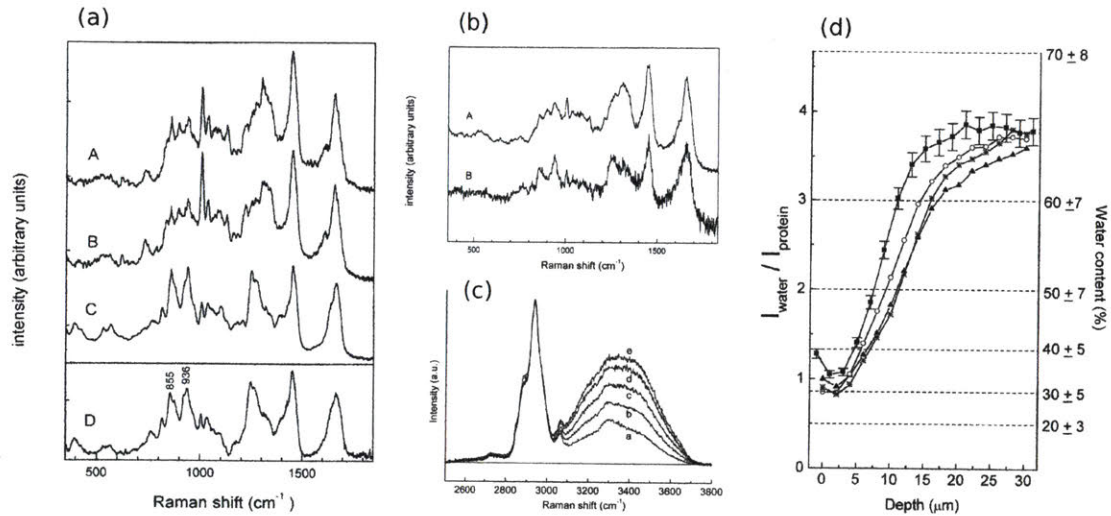 (a)
intensity (arbitrary units)
A
B
C
D
855
936
500
1000
1500
Raman shift (cm⁻¹)
(b)
intensity (arbitrary units)
A
B
500
1000
1500
Raman shift (cm⁻¹)
(c)
Intensity (a.u.)
e
d
c
b
a
2600
2800
3000
3200
3400
3600
3800
Raman shift (cm⁻¹)
(d)
I water / I protein
4
3
2
1
0
0
5
10
15
20
25
30
Depth (μm)
70 ± 8
60 ± 7
50 ± 7
40 ± 5
30 ± 5
20 ± 3
Water content (%)